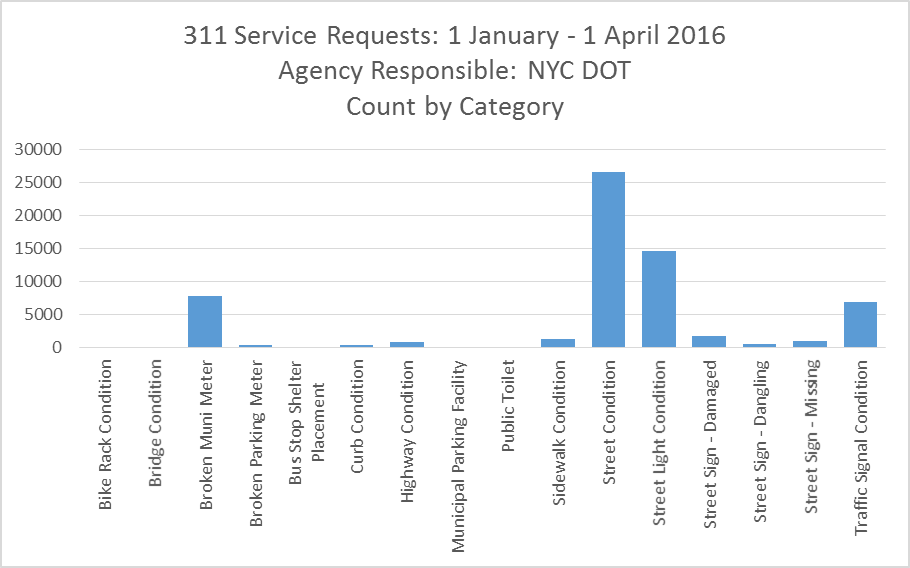 311 Service Requests: 1 January - 1 April 2016
Agency Responsible: NYC DOT
Count by Category
30000
25000
20000
15000
10000
5000
0
Bike Rack Condition
Bridge Condition
Broken Muni Meter
Broken Parking Meter
Bus Stop Shelter
Placement
Curb Condition
Highway Condition
Municipal Parking Facility
Public Toilet
Sidewalk Condition
Street Condition
Street Light Condition
Street Sign - Damaged
Street Sign - Dangling
Street Sign - Missing
Traffic Signal Condition